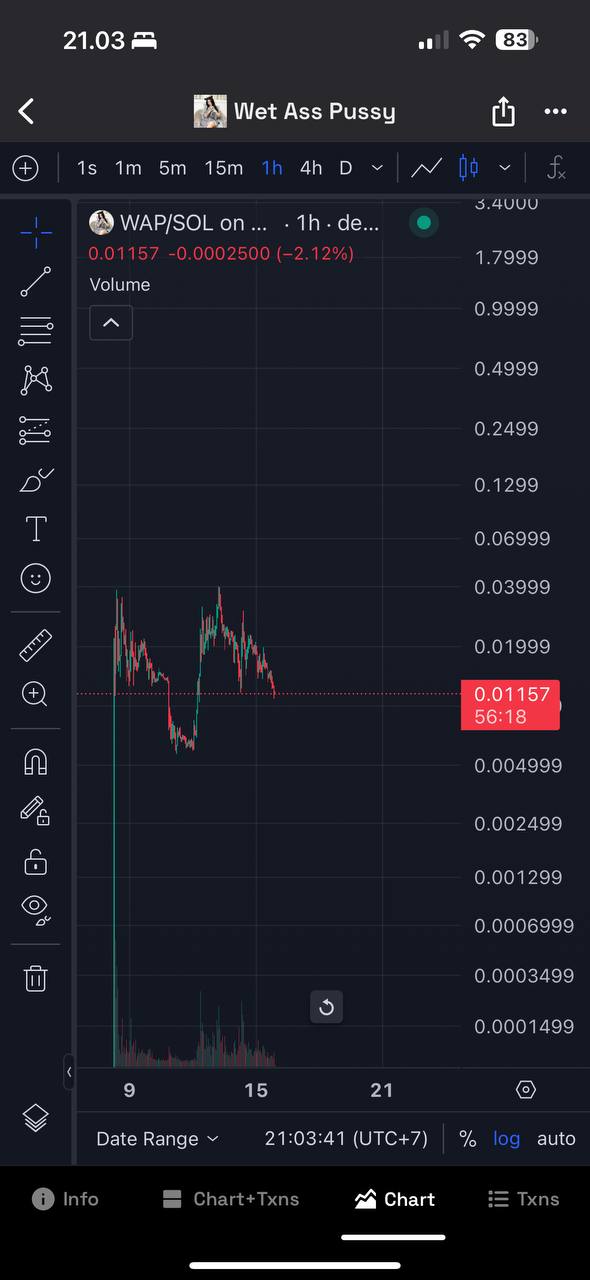 21.03
83
Wet Ass Pussy
1s 1m 5m 15m 1h 4h D
fx
WAP/SOL on ... · 1h · de...
0.01157 -0.0002500 (−2.12%)
Volume
3.4000
1.7999
0.9999
0.4999
0.2499
0.1299
0.06999
0.03999
0.01999
0.01157
56:18
0.004999
0.002499
0.001299
0.0006999
0.0003499
0.0001499
9 15 21
Date Range 21:03:41 (UTC+7) % log auto
Info Chart+Txns Chart Txns